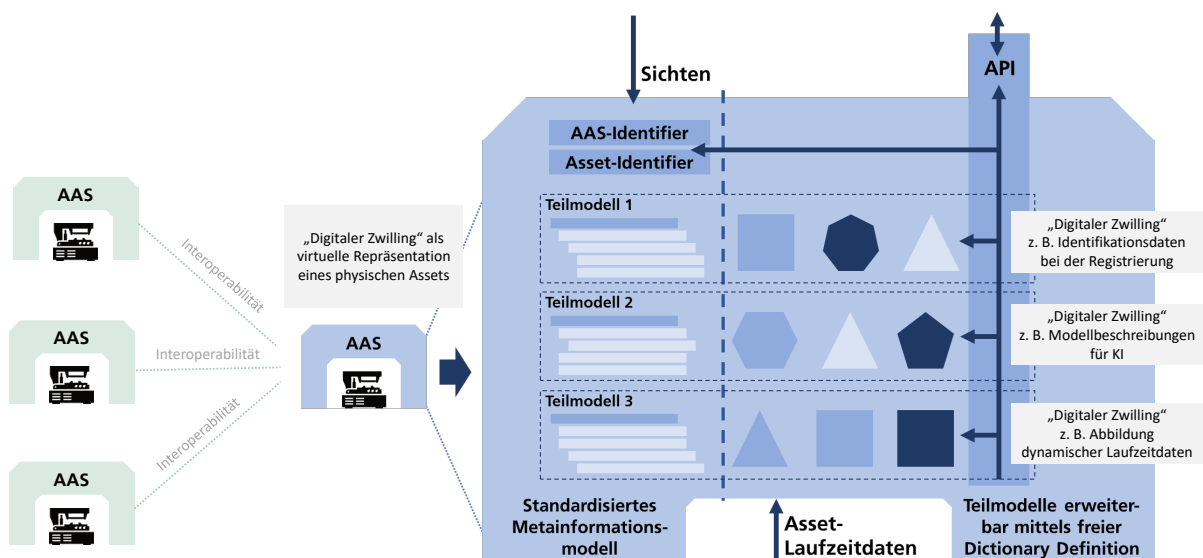 Sichten
API
AAS-Identifier
Asset-Identifier
AAS
Interoperabilität
„Digitaler Zwilling“ als
virtuelle Repräsentation
eines physischen Assets
Teilmodell 1
„Digitaler Zwilling“
z. B. Identifikationsdaten
bei der Registrierung
AAS
Interoperabilität
AAS
Teilmodell 2
„Digitaler Zwilling“
z. B. Modellbeschreibungen
für KI
AAS
Interoperabilität
Teilmodell 3
„Digitaler Zwilling“
z. B. Abbildung
dynamischer Laufzeitdaten
Standardisiertes
Metainformations-
modell
Asset-
Laufzeitdaten
Teilmodelle erweiter-
bar mittels freier
Dictionary Definition